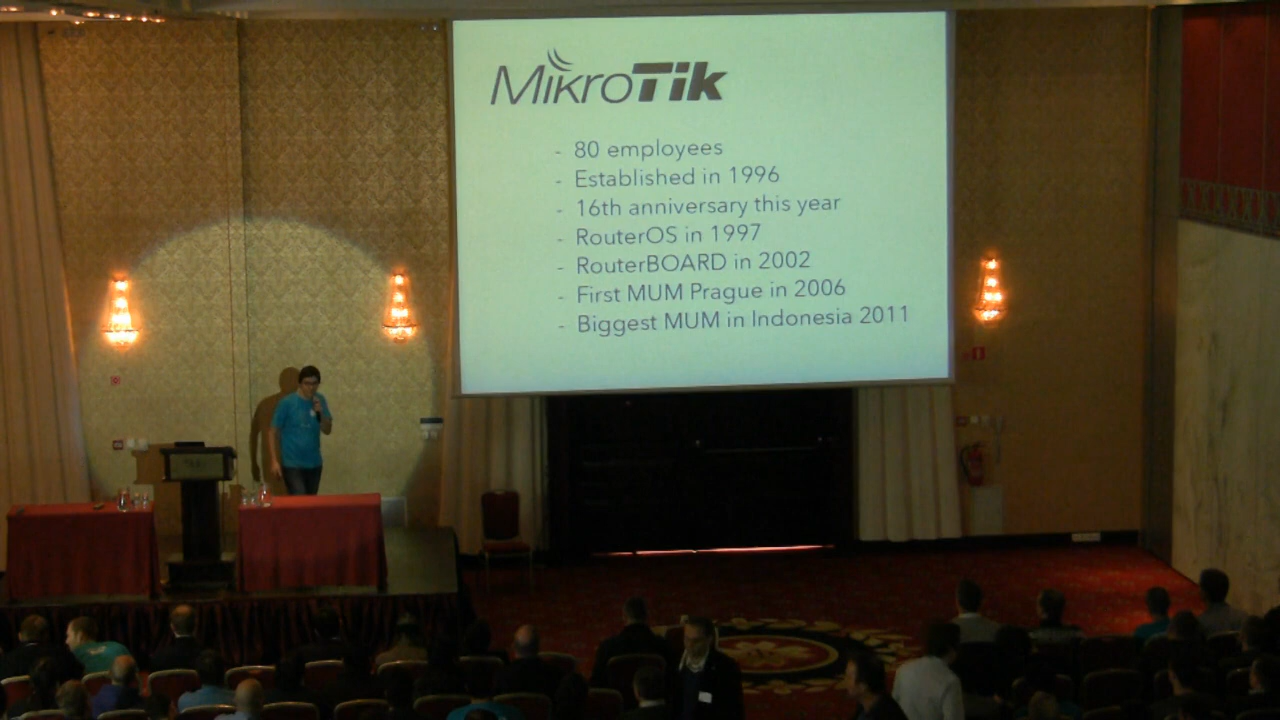 MikroTik
- 80 employees
- Established in 1996
- 16th anniversary this year
- RouterOS in 1997
- RouterBOARD in 2002
- First MUM Prague in 2006
- Biggest MUM in Indonesia 2011